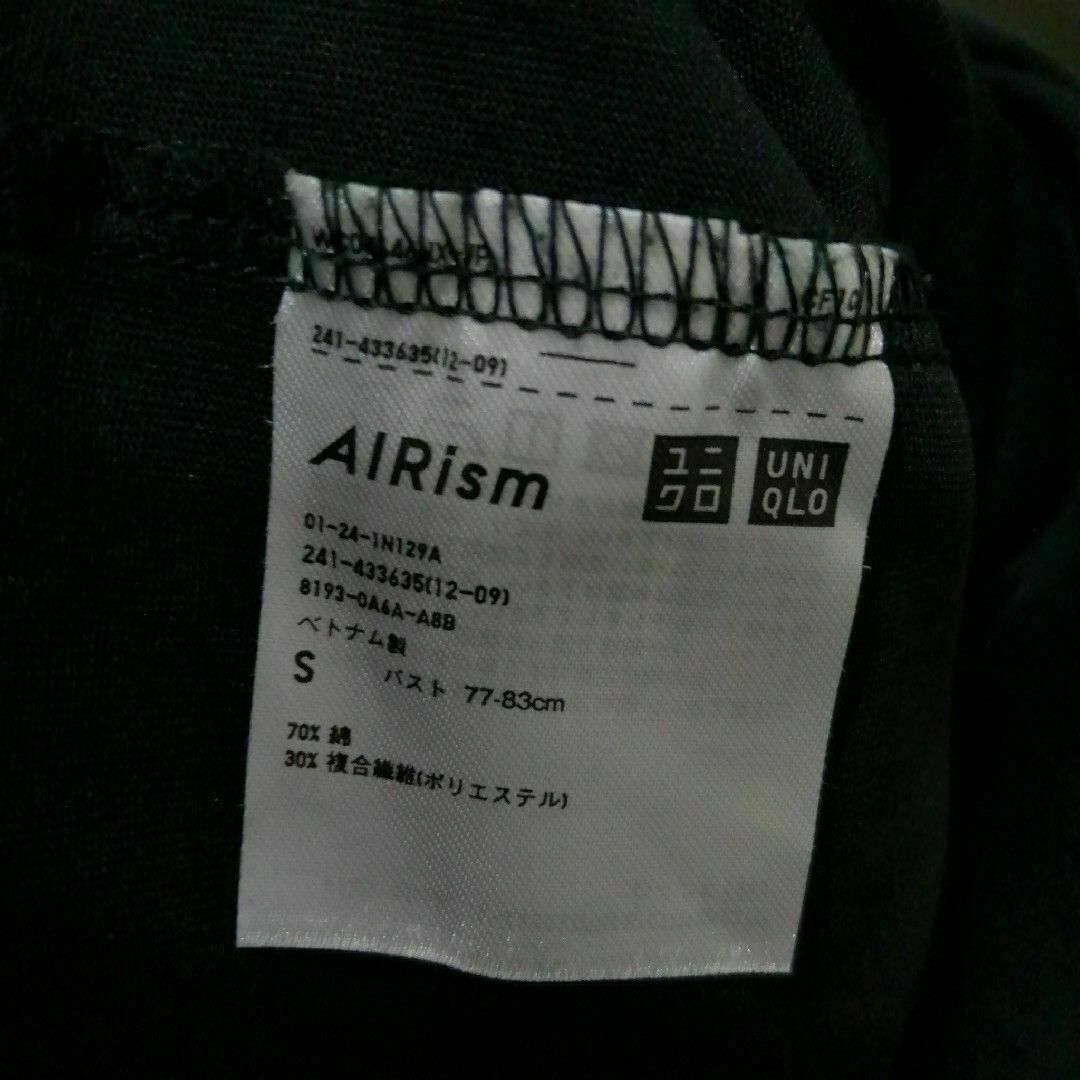 241-433635(12-09)
AIRism
ユニ
クロ
UNI
QLO
01-24-1N129A
241-433635(12-09)
8193-0A6A-A8B
ベトナム製
S バスト 77-83cm
70% 綿
30% 複合繊維(ポリエステル)